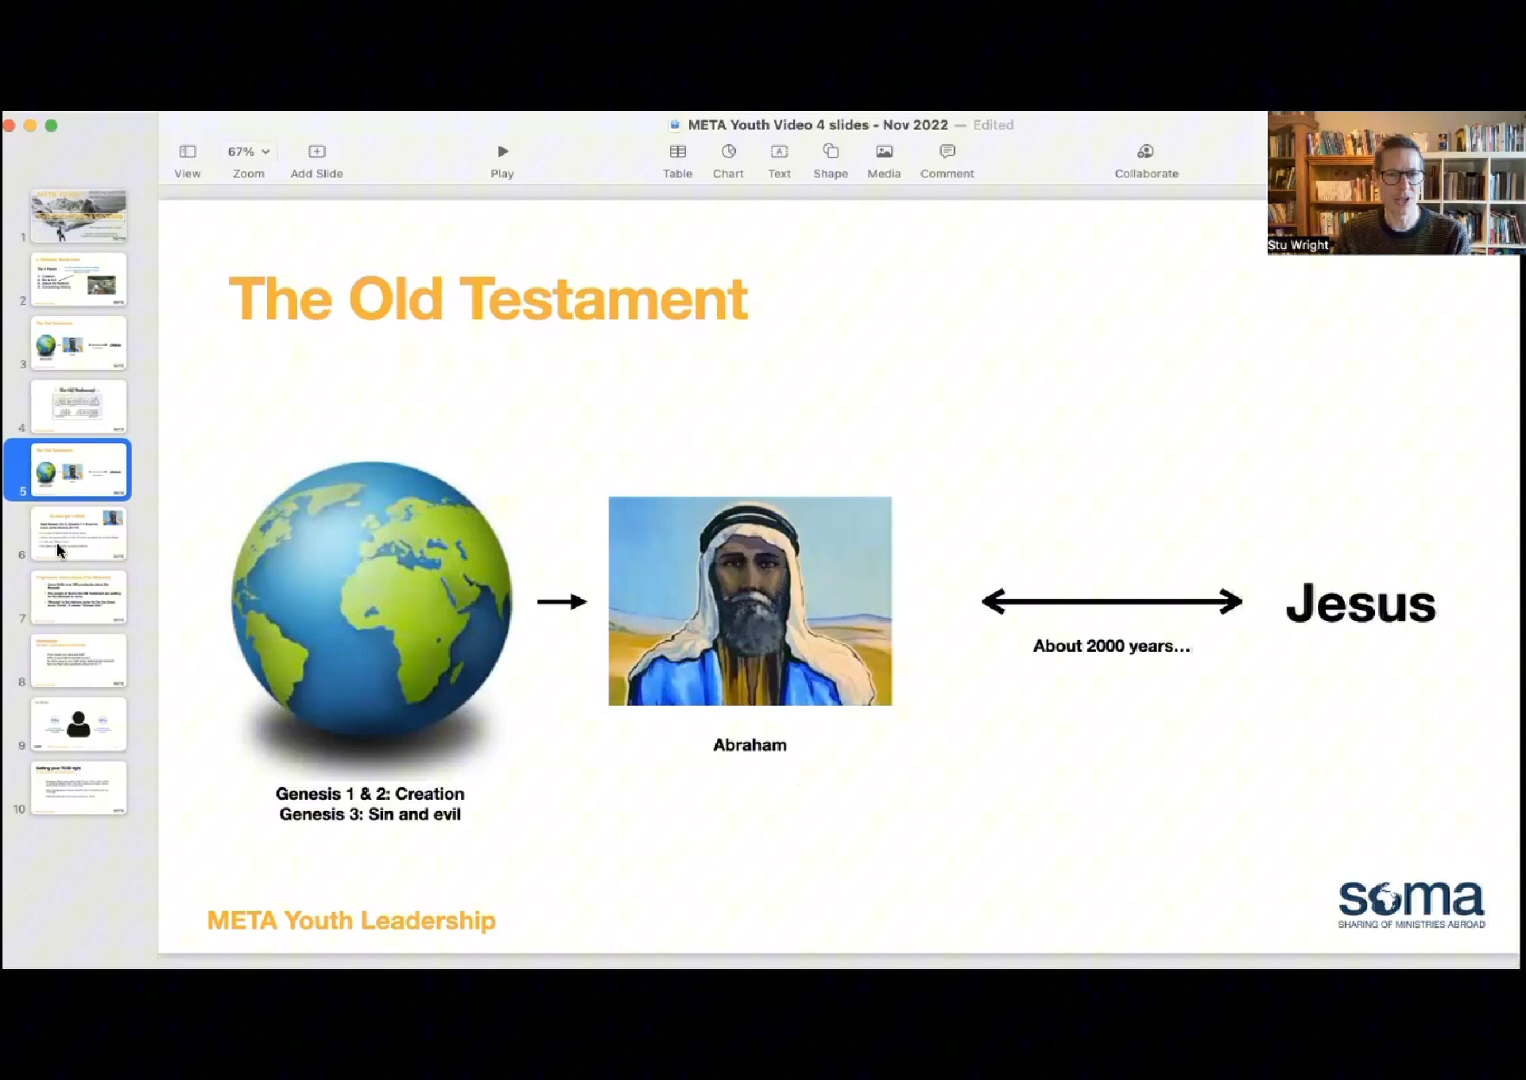 META Youth Video 4 slides - Nov 2022 — Edited
67%
View
Zoom
Add Slide
Play
Table
Chart
Text
Shape
Media
Comment
Collaborate
Stu Wright
1
2
3
4
5
6
7
8
9
10
The Old Testament
Jesus
About 2000 years...
Abraham
Genesis 1 & 2: Creation
Genesis 3: Sin and evil
META Youth Leadership
soma
SHARING OF MINISTRIES ABROAD